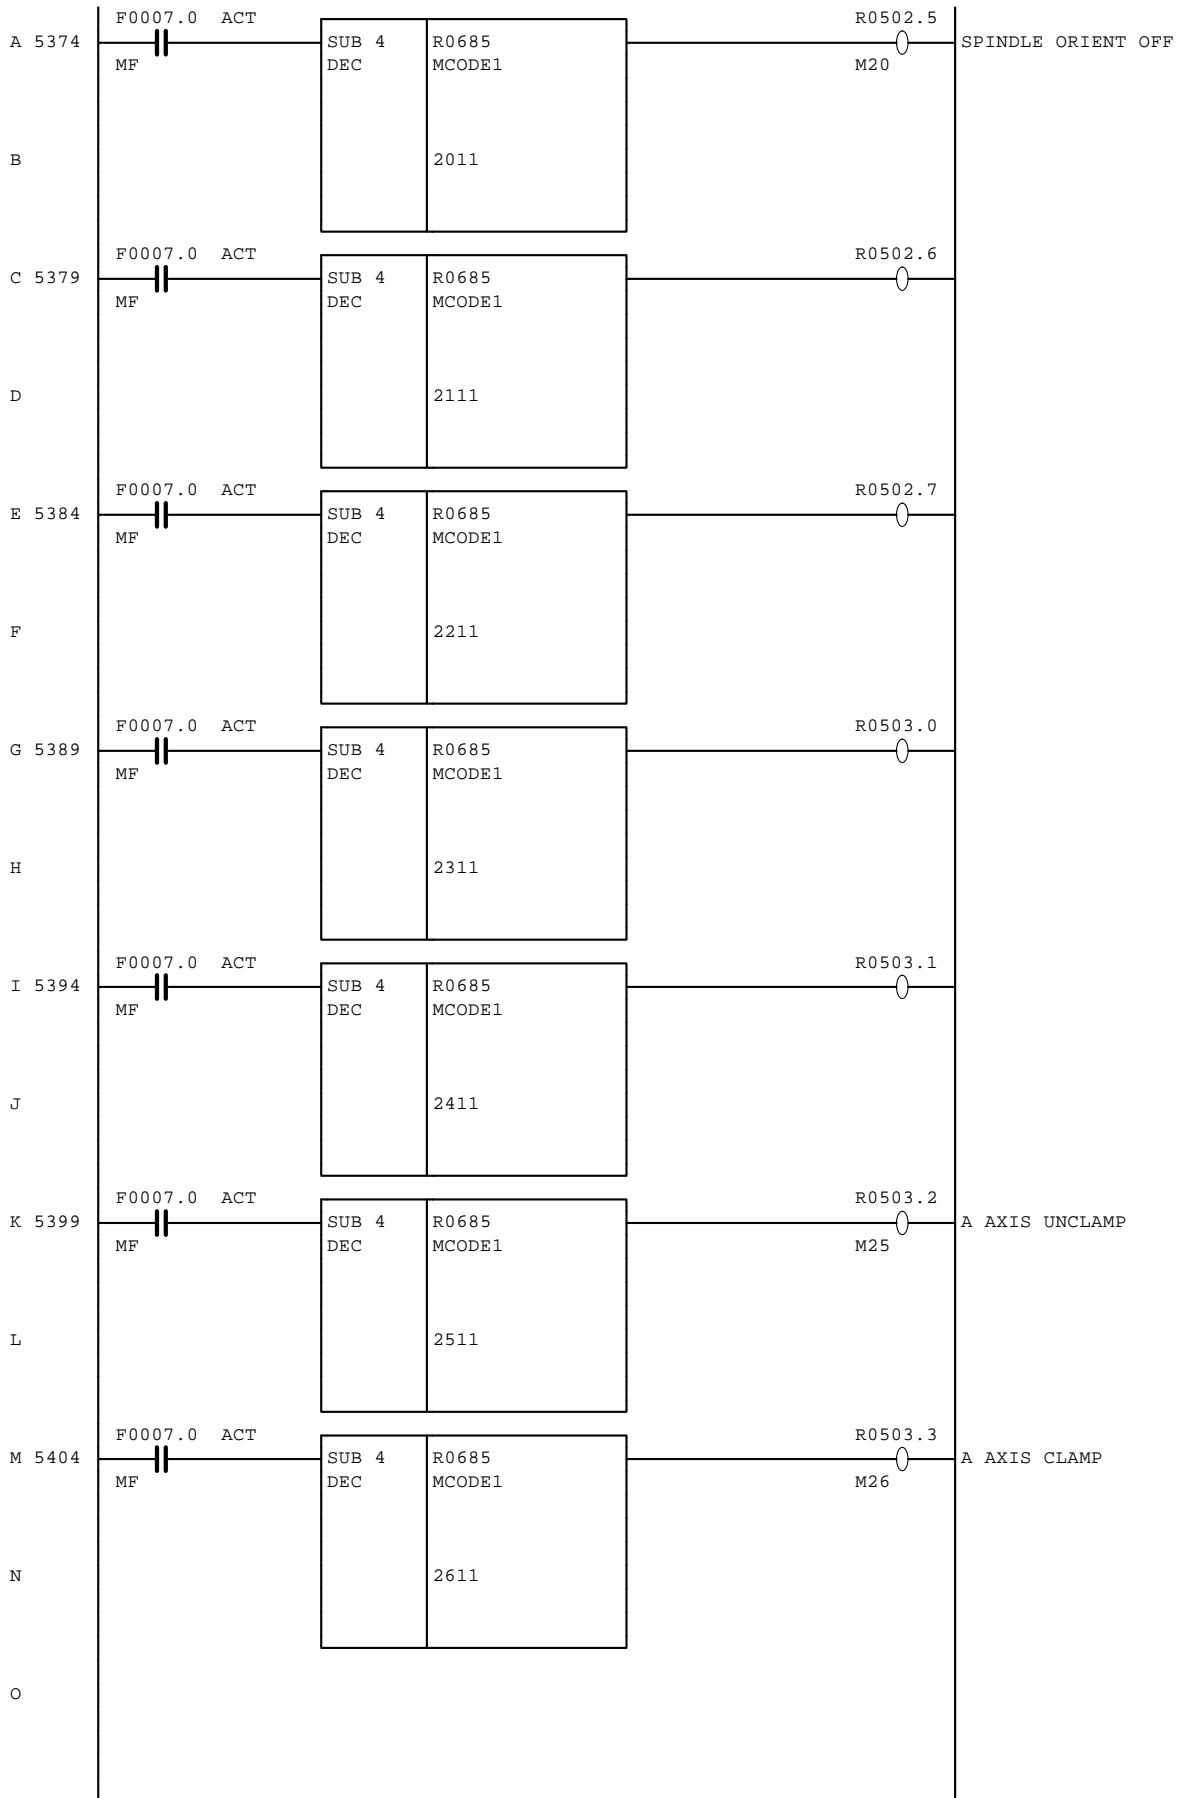 F0007.0 ACT R0502.5
A 5374 SUB 4 R0685 SPINDLE ORIENT OFF
MF DEC MCODE1 M20
B 2011
F0007.0 ACT R0502.6
C 5379 SUB 4 R0685
MF DEC MCODE1
D 2111
F0007.0 ACT R0502.7
E 5384 SUB 4 R0685
MF DEC MCODE1
F 2211
F0007.0 ACT R0503.0
G 5389 SUB 4 R0685
MF DEC MCODE1
H 2311
F0007.0 ACT R0503.1
I 5394 SUB 4 R0685
MF DEC MCODE1
J 2411
F0007.0 ACT R0503.2
K 5399 SUB 4 R0685 A AXIS UNCLAMP
MF DEC MCODE1 M25
L 2511
F0007.0 ACT R0503.3
M 5404 SUB 4 R0685 A AXIS CLAMP
MF DEC MCODE1 M26
N 2611
O